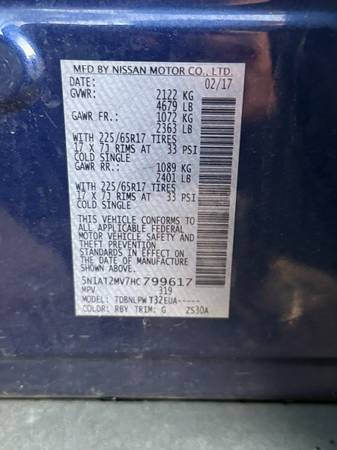 MFD BY NISSAN MOTOR CO., LTD.
DATE: 02/17
GVWR: 2122 KG
4679 LB
GAWR FR.: 1072 KG
2363 LB
WITH 225/65R17 TIRES
17 X 7J RIMS AT 33 PSI
COLD SINGLE
GAWR RR.: 1089 KG
2401 LB
WITH 225/65R17 TIRES
17 X 7J RIMS AT 33 PSI
COLD SINGLE
THIS VEHICLE CONFORMS TO
ALL APPLICABLE FEDERAL
MOTOR VEHICLE SAFETY AND
THEFT PREVENTION
STANDARDS IN EFFECT ON
THE DATE OF MANUFACTURE
SHOWN ABOVE.
5N1A12MV7HC799617
MPV 319
MODEL: TDBNLPW T32EUA-----
COLOR: RBY TRIM: G ZS30A